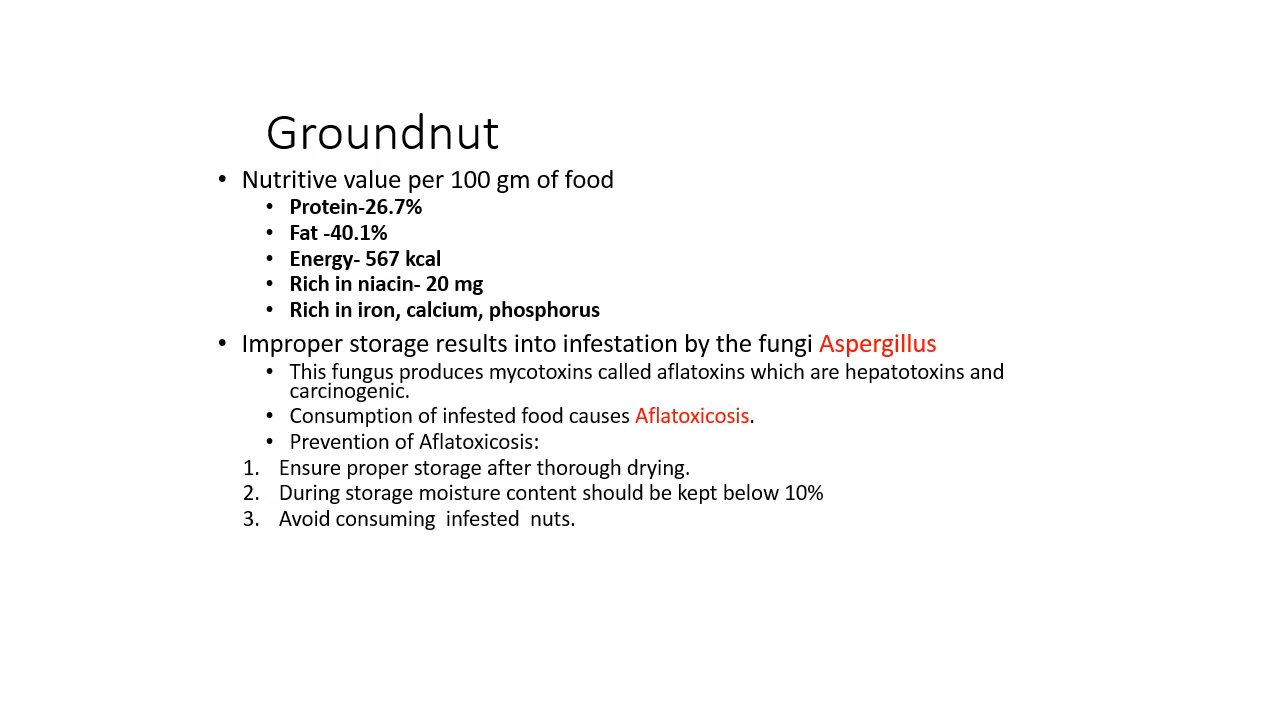 Groundnut
• Nutritive value per 100 gm of food
• Protein-26.7%
• Fat -40.1%
• Energy- 567 kcal
• Rich in niacin- 20 mg
• Rich in iron, calcium, phosphorus
• Improper storage results into infestation by the fungi Aspergillus
• This fungus produces mycotoxins called aflatoxins which are hepatotoxins and
carcinogenic.
• Consumption of infested food causes Aflatoxicosis.
• Prevention of Aflatoxicosis:
1. Ensure proper storage after thorough drying.
2. During storage moisture content should be kept below 10%
3. Avoid consuming  infested  nuts.